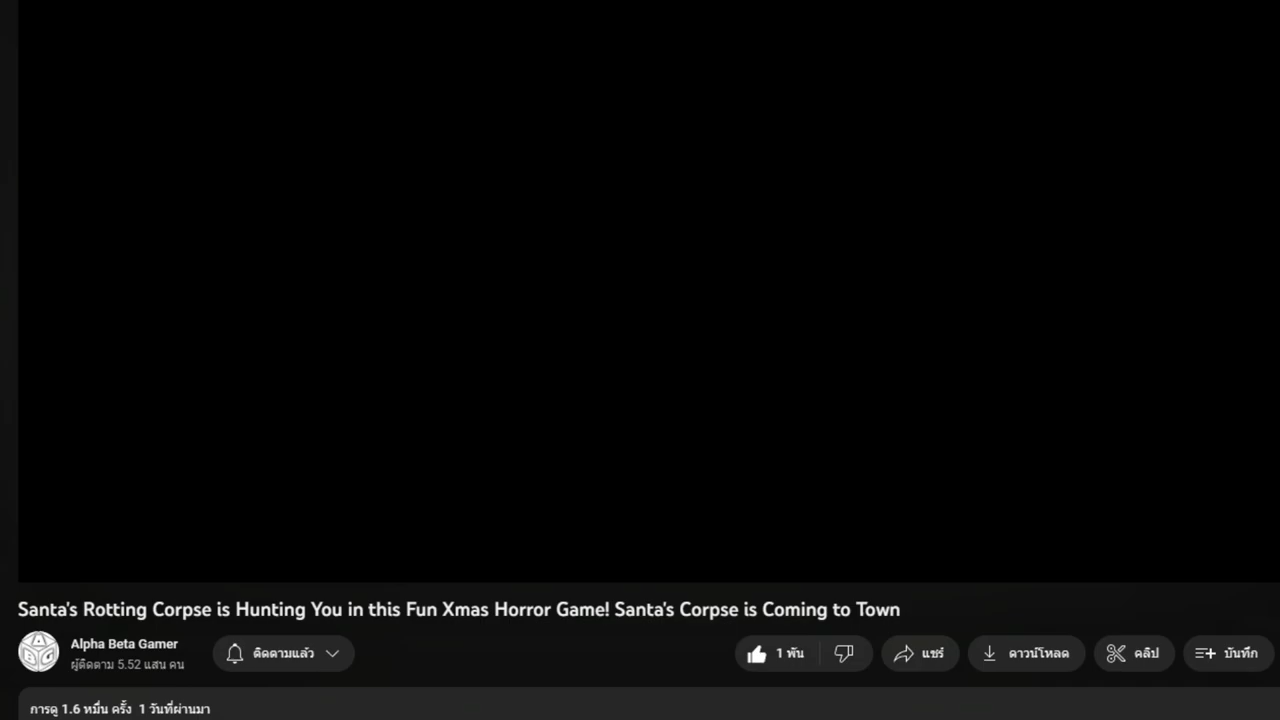 Santa's Rotting Corpse is Hunting You in this Fun Xmas Horror Game! Santa's Corpse is Coming to Town
Alpha Beta Gamer
ผู้ติดตาม 5.52 แสน คน
ติดตามแล้ว
1 พัน
แชร์
ดาวน์โหลด
คลิป
บันทึก
การดู 1.6 หมื่น ครั้ง 1 วันที่ผ่านมา